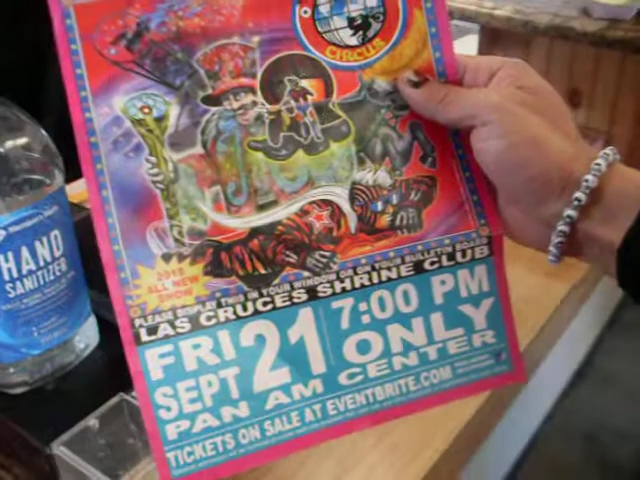 CIRCUS
2018
ALL NEW
SHOW
PLEASE DISPLAY THIS IN YOUR WINDOW OR ON YOUR BULLETIN BOARD
LAS CRUCES SHRINE CLUB
FRI SEPT 21
7:00 PM ONLY
PAN AM CENTER
TICKETS ON SALE AT EVENTBRITE.COM
HAND
SANITIZER